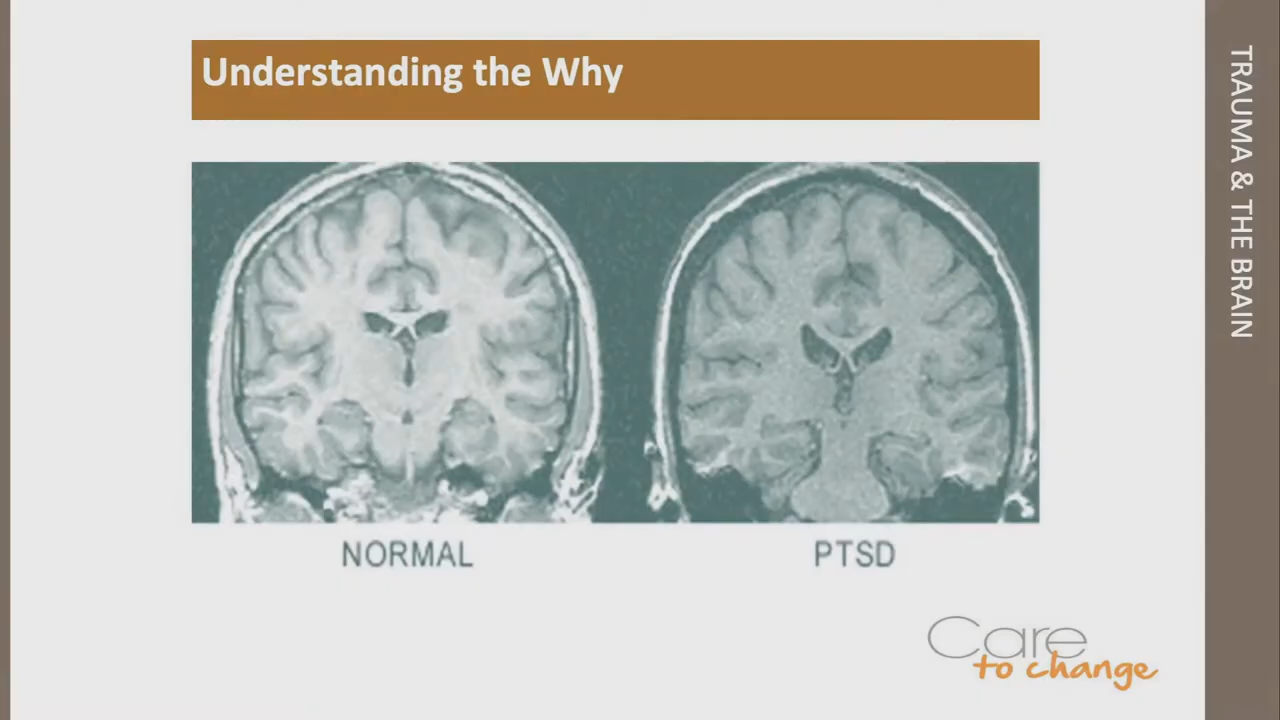 Understanding the Why
TRAUMA & THE BRAIN
NORMAL
PTSD
Care
to change